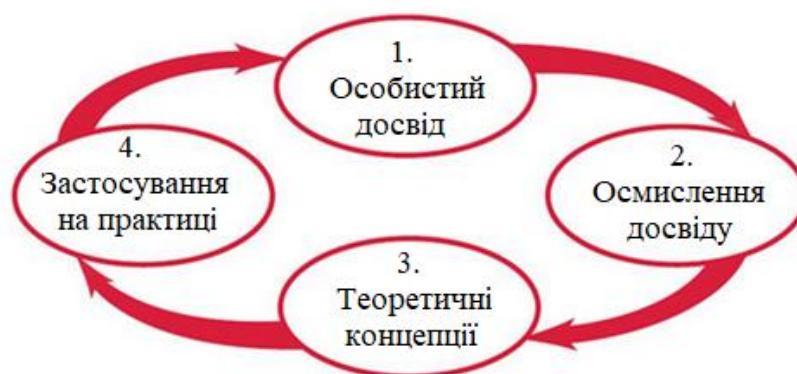 1.
Особистий
досвід
2.
Осмислення
досвіду
3.
Теоретичні
концепції
4.
Застосування
на практиці